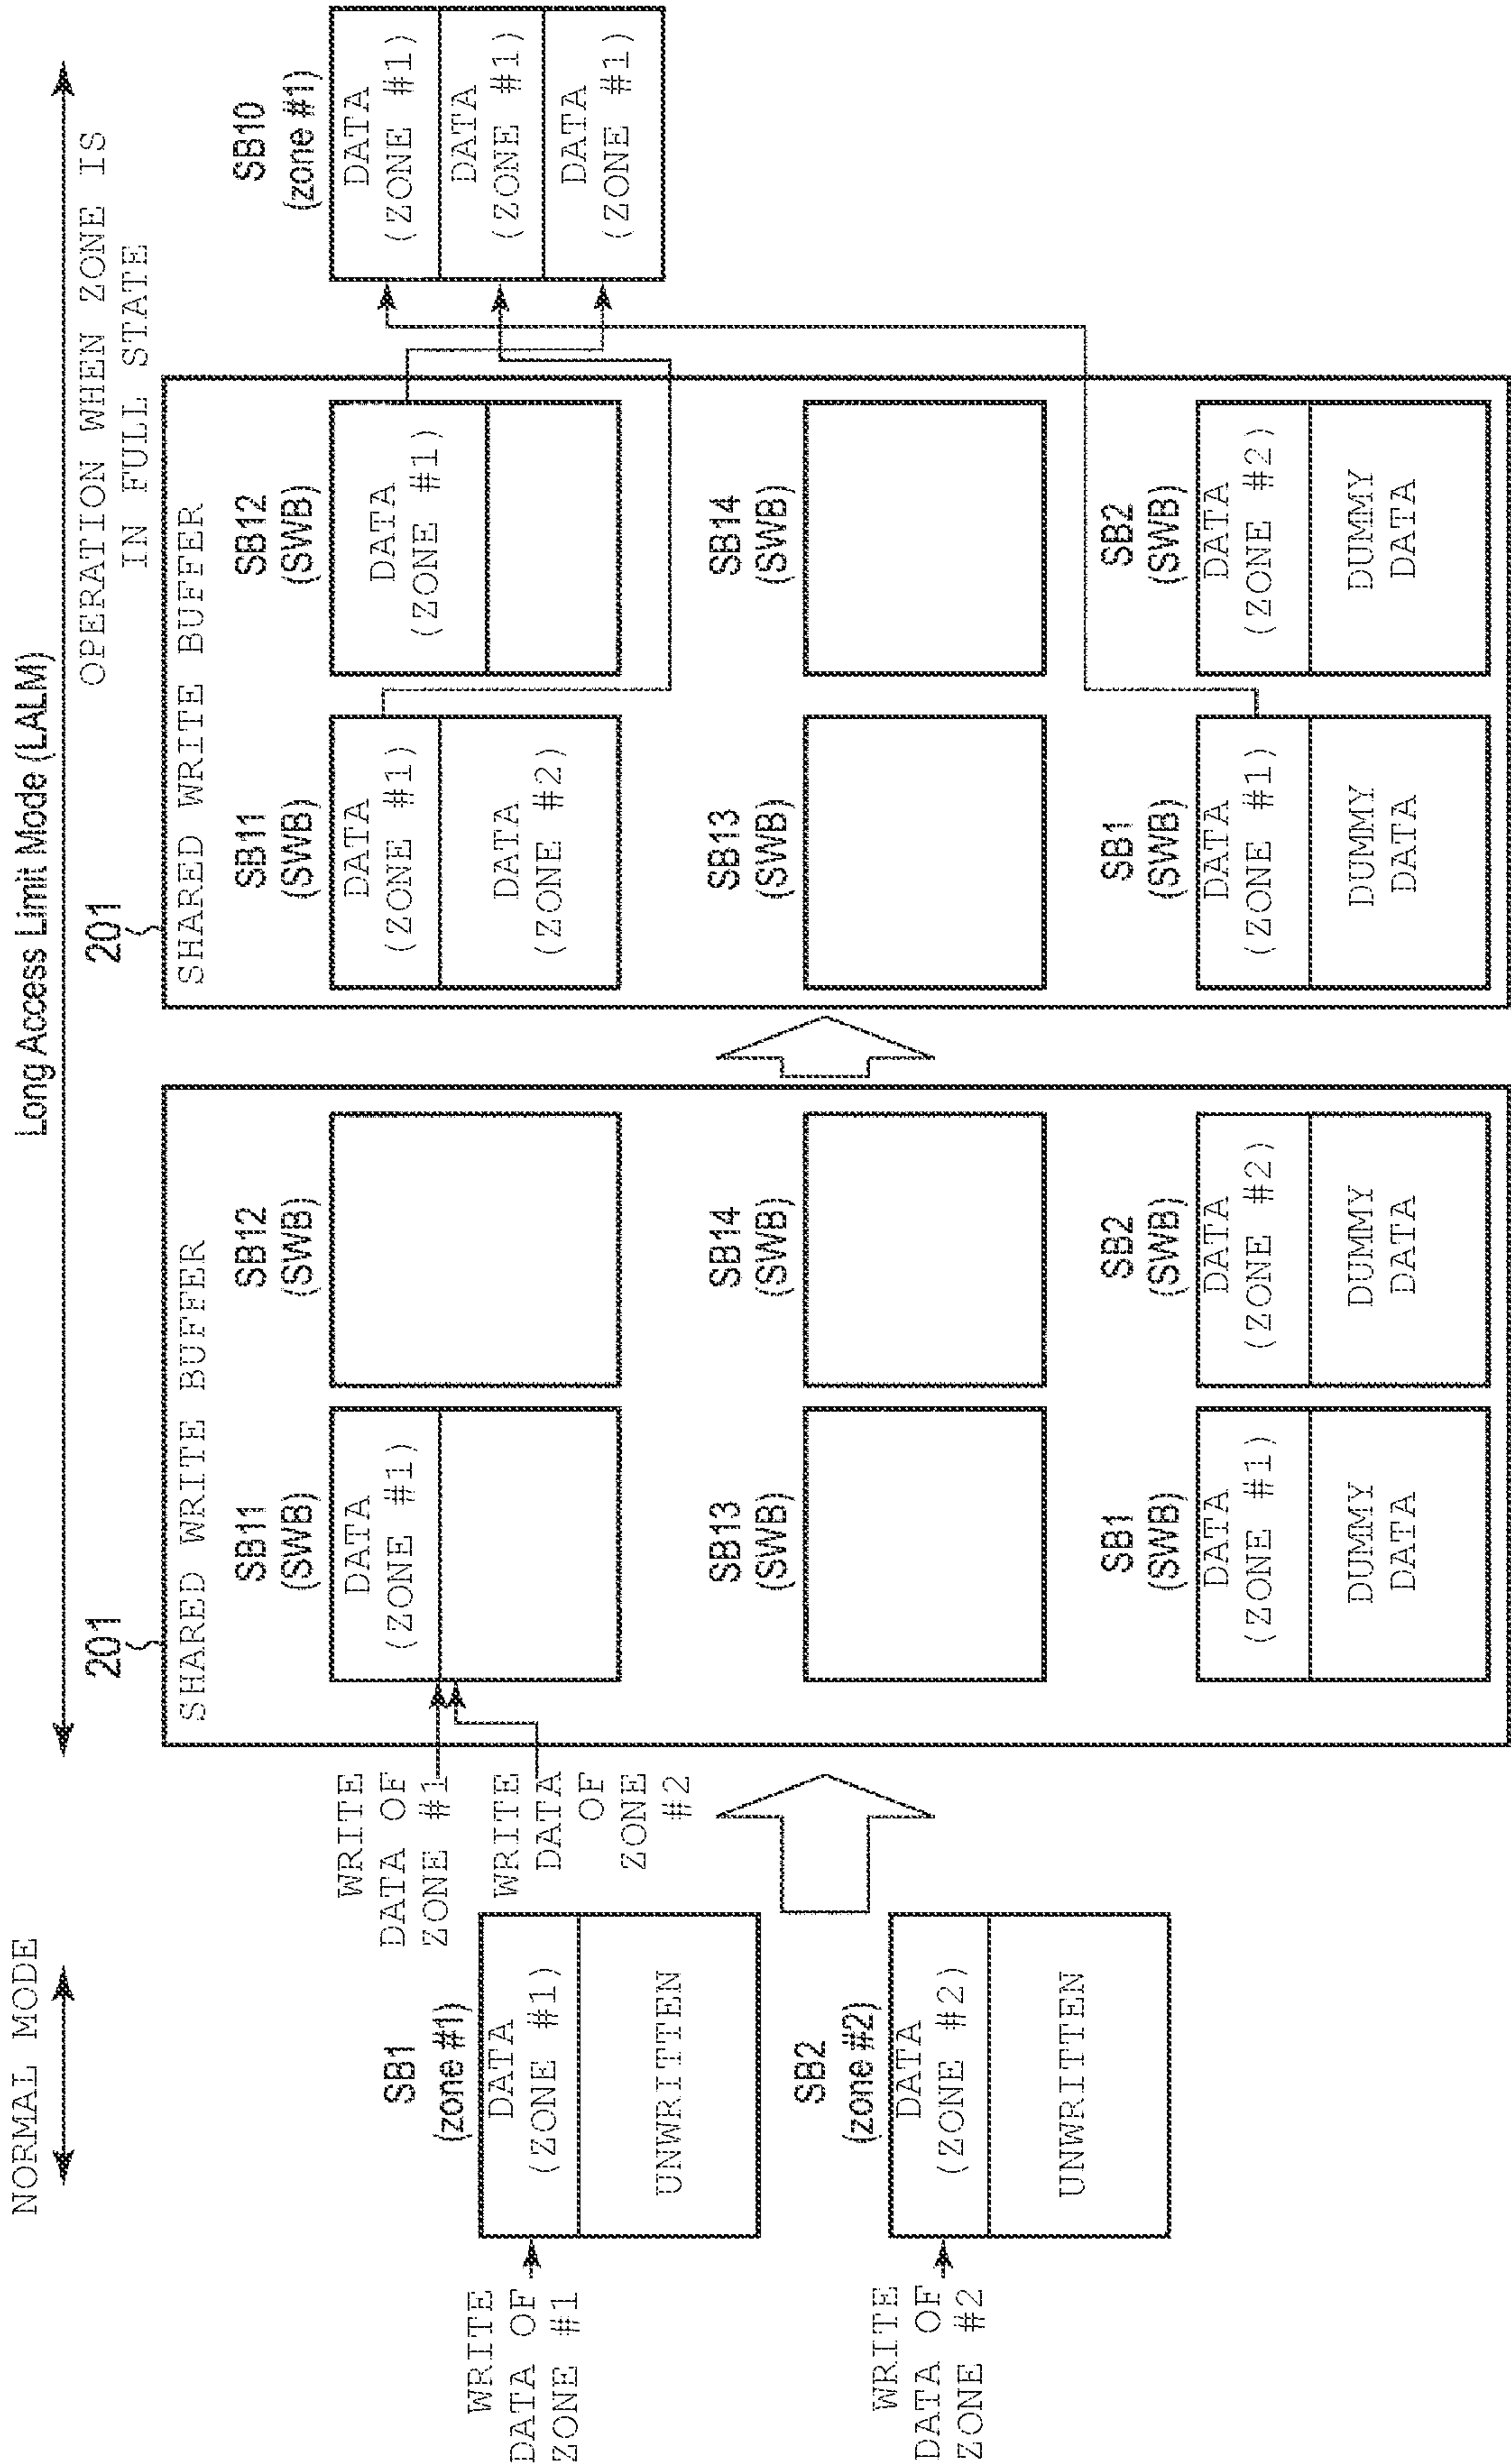 NORMAL MODE
Long Access Limit Mode (LALM)
OPERATION WHEN ZONE IS
IN FULL STATE
WRITE
DATA OF
ZONE #1
SB1
(zone #1)
DATA
(ZONE #1)
UNWRITTEN
WRITE
DATA OF
ZONE #2
SB2
(zone #2)
DATA
(ZONE #2)
UNWRITTEN
WRITE
DATA OF
ZONE #1
WRITE
DATA
OF
ZONE
#2
201
SHARED WRITE BUFFER
SB11
(SWB)
DATA
(ZONE #1)
SB12
(SWB)
SB13
(SWB)
SB14
(SWB)
SB1
(SWB)
DATA
(ZONE #1)
DUMMY
DATA
SB2
(SWB)
DATA
(ZONE #2)
DUMMY
DATA
201
SHARED WRITE BUFFER
SB11
(SWB)
DATA
(ZONE #1)
DATA
(ZONE #2)
SB12
(SWB)
DATA
(ZONE #1)
SB13
(SWB)
SB14
(SWB)
SB1
(SWB)
DATA
(ZONE #1)
DUMMY
DATA
SB2
(SWB)
DATA
(ZONE #2)
DUMMY
DATA
SB10
(zone #1)
DATA
(ZONE #1)
DATA
(ZONE #1)
DATA
(ZONE #1)